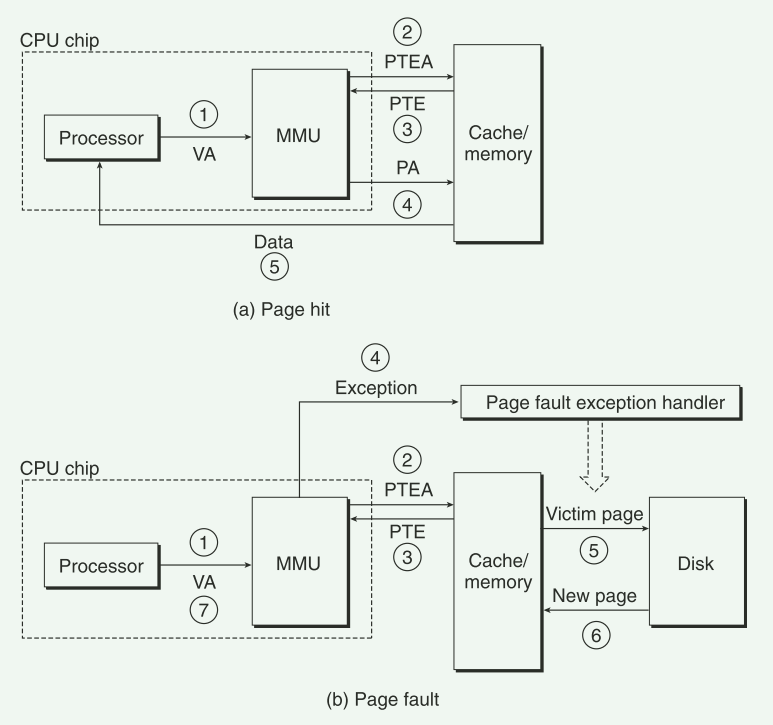 CPU chip
2
PTEA
1
Processor
VA
MMU
PTE
3
Cache/
memory
PA
4
Data
5
(a) Page hit
4
Exception
Page fault exception handler
CPU chip
2
PTEA
1
Processor
VA
7
MMU
PTE
3
Cache/
memory
Victim page
5
Disk
New page
6
(b) Page fault